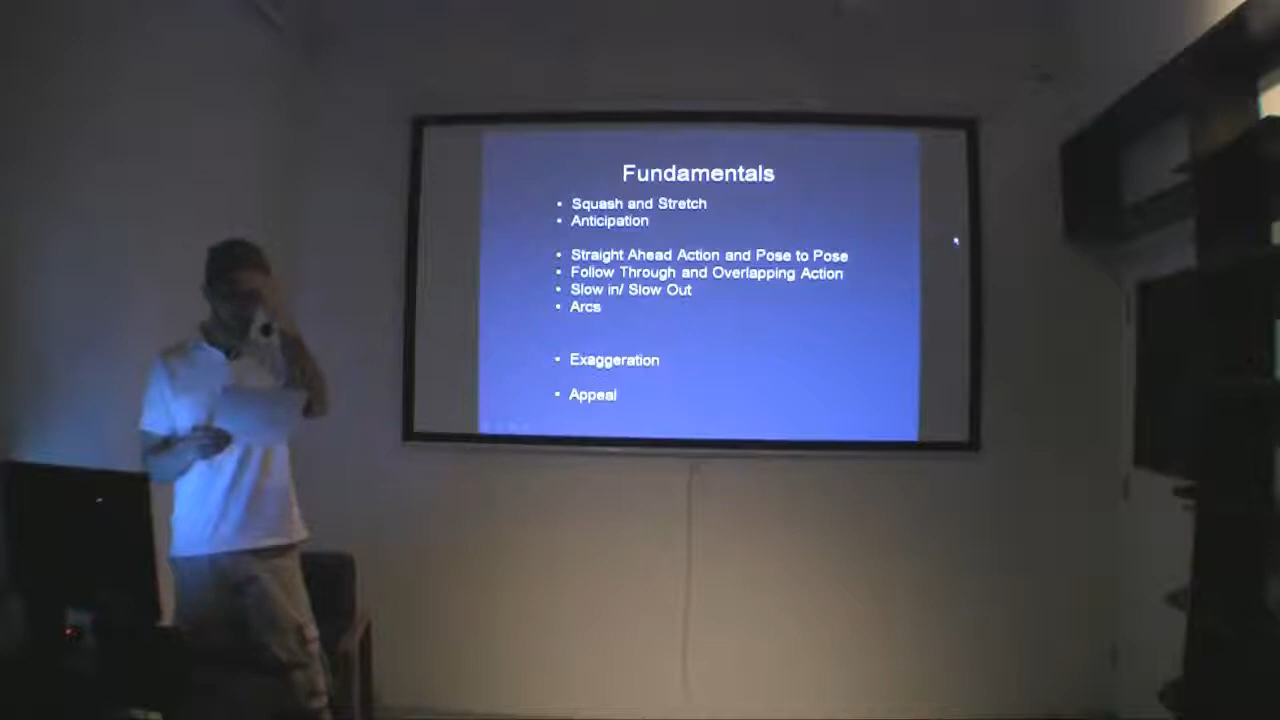 Fundamentals
• Squash and Stretch
• Anticipation
• Straight Ahead Action and Pose to Pose
• Follow Through and Overlapping Action
• Slow in/ Slow Out
• Arcs
• Exaggeration
• Appeal